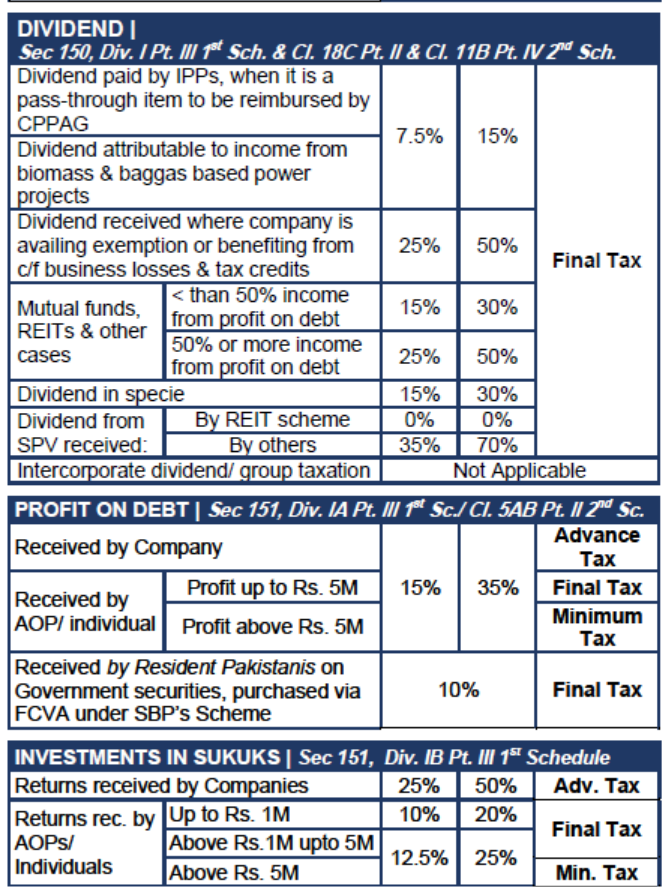 DIVIDEND |
Sec 150, Div. I Pt. III 1st Sch. & Cl. 18C Pt. II & Cl. 11B Pt. IV 2nd Sch.
Dividend paid by IPPs, when it is a
pass-through item to be reimbursed by
CPPAG
7.5% 15%
Dividend attributable to income from
biomass & baggas based power
projects
Dividend received where company is
availing exemption or benefiting from
c/f business losses & tax credits
25% 50%
Final Tax
Mutual funds,
REITs & other
cases
< than 50% income
from profit on debt
15% 30%
50% or more income
from profit on debt
25% 50%
Dividend in specie 15% 30%
Dividend from
SPV received:
By REIT scheme 0% 0%
By others 35% 70%
Intercorporate dividend/ group taxation Not Applicable
PROFIT ON DEBT | Sec 151, Div. IA Pt. III 1st Sc./ Cl. 5AB Pt. II 2nd Sc.
Received by Company
Advance
Tax
Received by
AOP/ individual
Profit up to Rs. 5M 15% 35% Final Tax
Profit above Rs. 5M
Minimum
Tax
Received by Resident Pakistanis on
Government securities, purchased via
FCVA under SBP's Scheme
10% Final Tax
INVESTMENTS IN SUKUKS | Sec 151, Div. IB Pt. III 1st Schedule
Returns received by Companies 25% 50% Adv. Tax
Returns rec. by
AOPs/
Individuals
Up to Rs. 1M 10% 20%
Final Tax
Above Rs.1M upto 5M
12.5% 25%
Above Rs. 5M Min. Tax